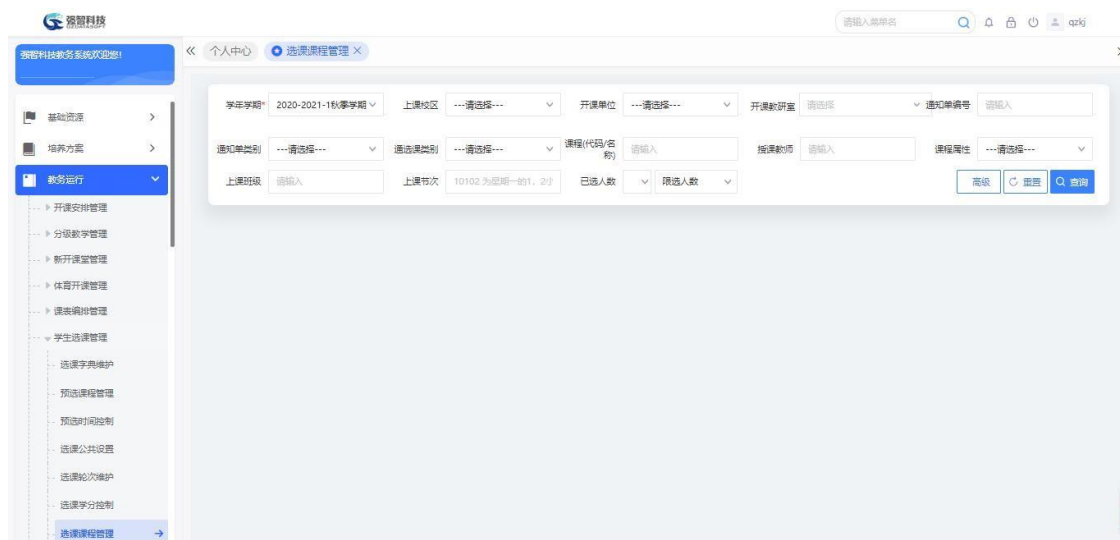 强智科技
QZDATASOFT
请输入菜单名
qzkj
强智科技教务系统欢迎您!
个人中心
选课课程管理
学年学期* 2020-2021-1秋季学期
上课校区 ---请选择---
开课单位 ---请选择---
开课教研室 请选择
通知单编号 请输入
通知单类别 ---请选择---
通选课类别 ---请选择---
课程(代码/名称) 请输入
授课教师 请输入
课程属性 ---请选择---
上课班级 请输入
上课节次 10102 为星期一的1、2小
已选人数
限选人数
高级
重置
查询
基础资源
培养方案
教务运行
开课安排管理
分级教学管理
新开课堂管理
体育开课管理
课表编排管理
学生选课管理
选课字典维护
预选课程管理
预选时间控制
选课公共设置
选课轮次维护
选课学分控制
选课课程管理